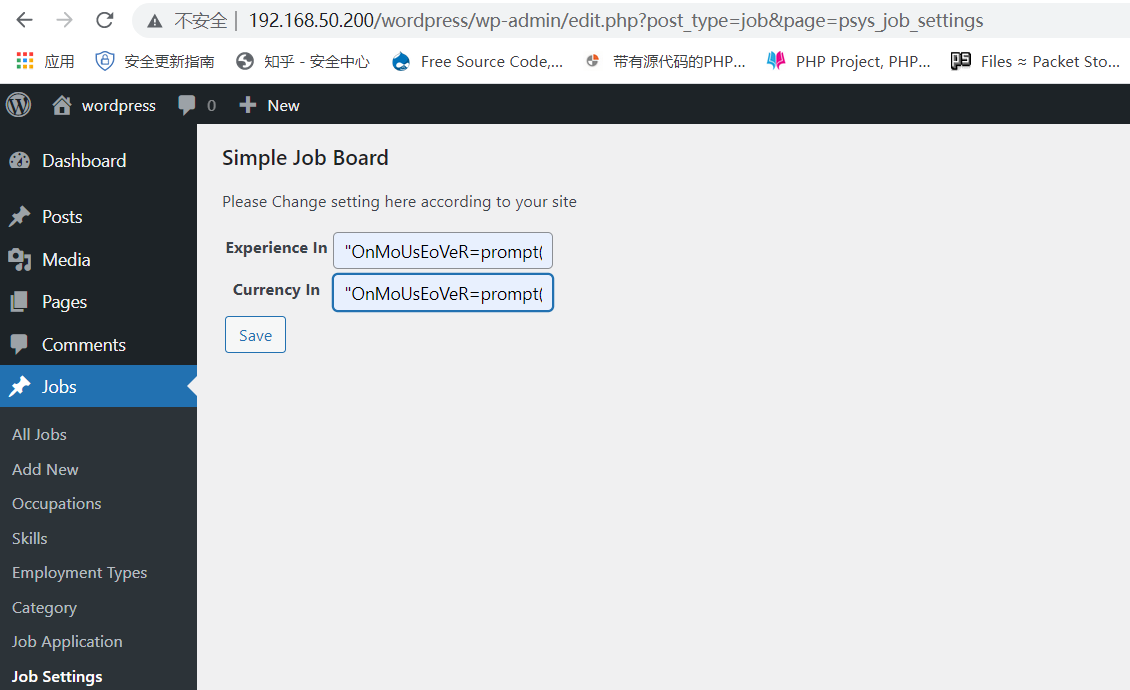 不安全 | 192.168.50.200/wordpress/wp-admin/edit.php?post_type=job&page=psys_job_settings
应用 安全更新指南 知乎 - 安全中心 Free Source Code,... 带有源代码的PHP... PHP Project, PHP... Files ≈ Packet Sto...
wordpress 0 New
Dashboard
Posts
Media
Pages
Comments
Jobs
All Jobs
Add New
Occupations
Skills
Employment Types
Category
Job Application
Job Settings
Simple Job Board
Please Change setting here according to your site
Experience In "OnMoUsEoVeR=prompt(
Currency In "OnMoUsEoVeR=prompt(
Save